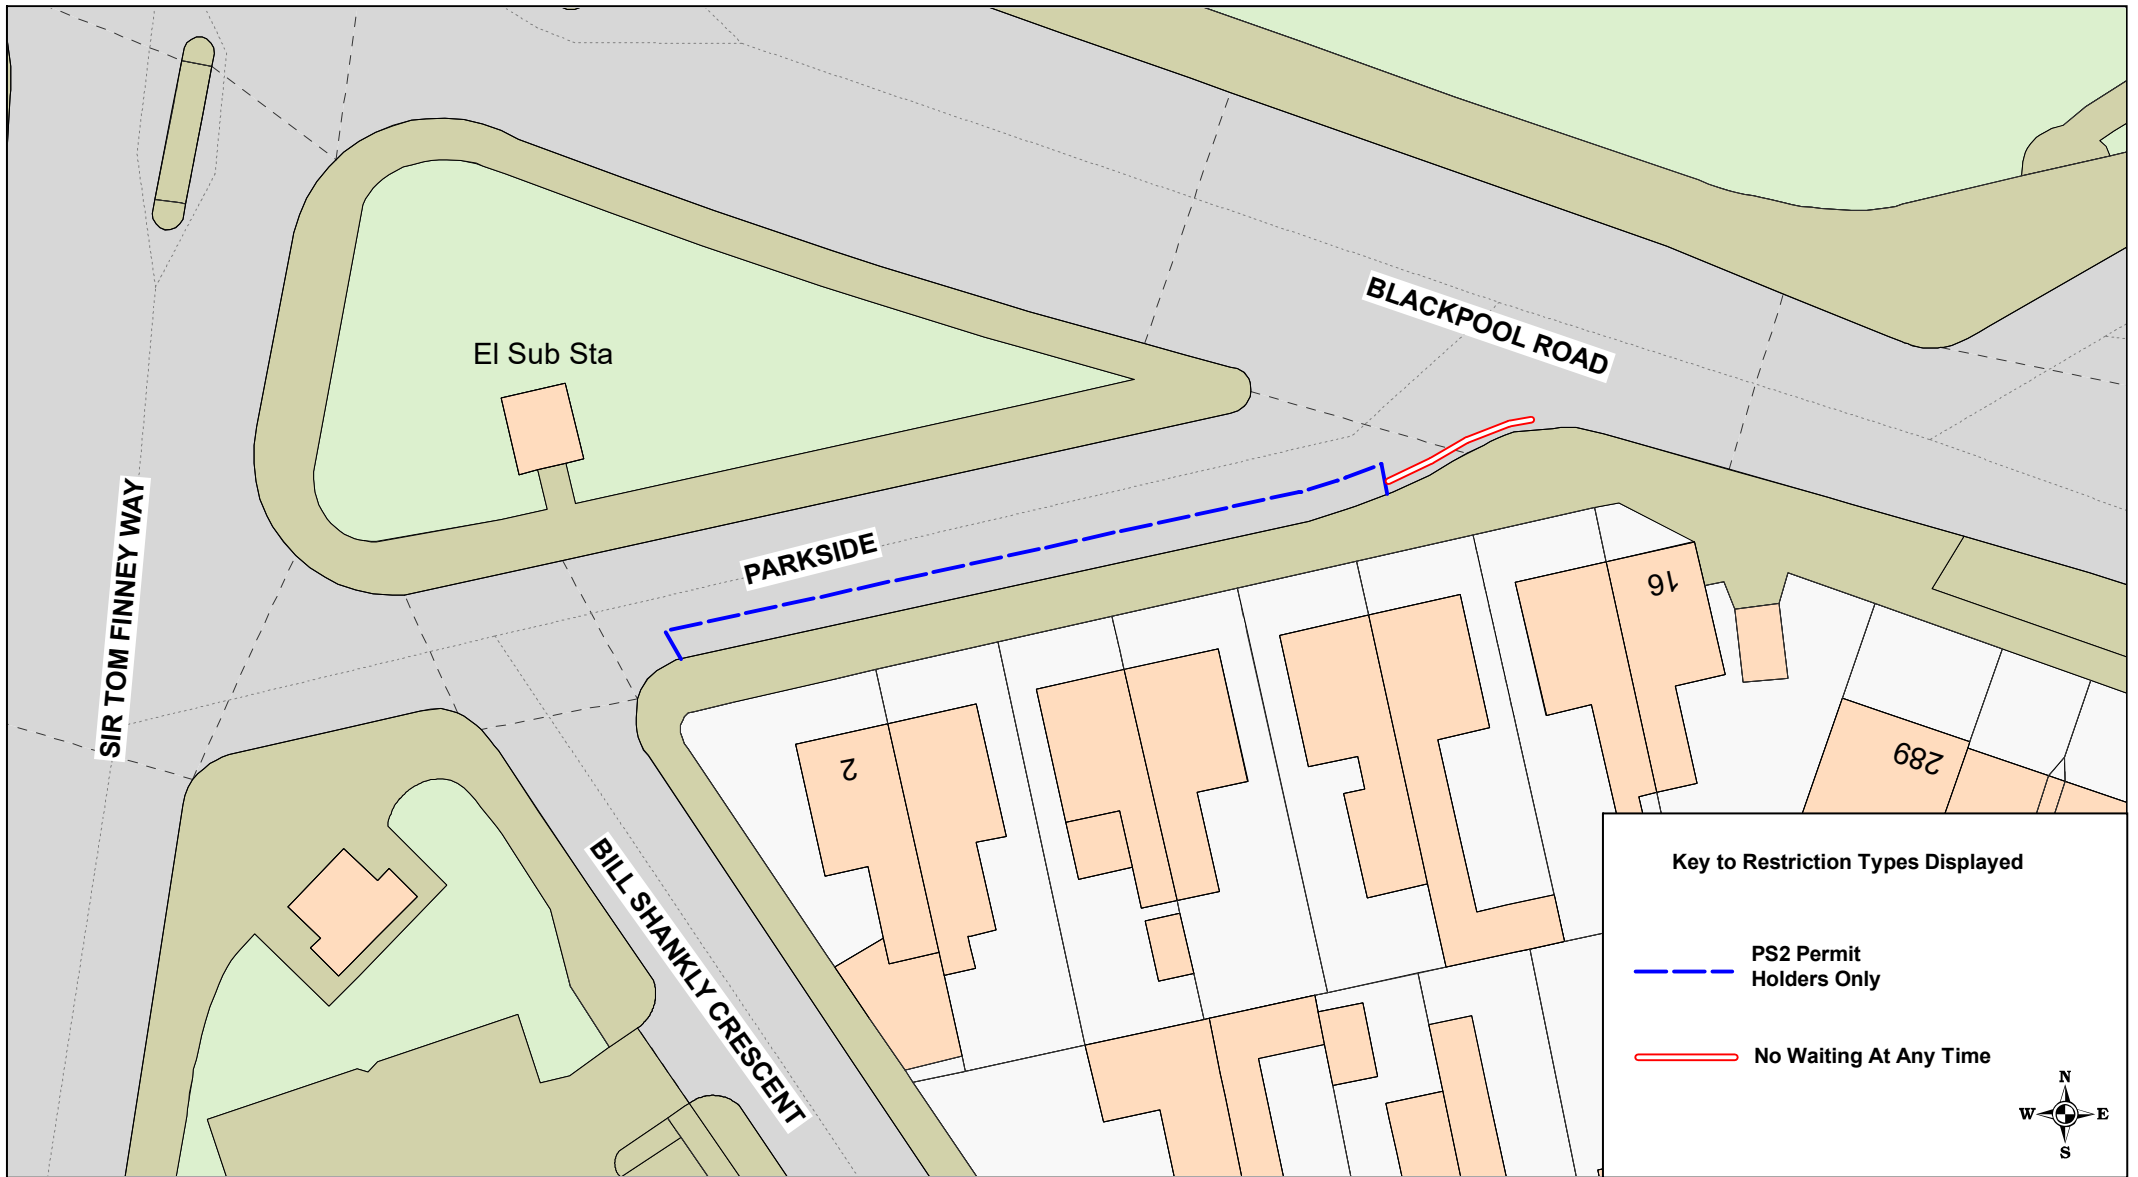 BLACKPOOL ROAD
El Sub Sta
SIR TOM FINNEY WAY
PARKSIDE
16
2
289
BILL SHANKLY CRESCENT
Key to Restriction Types Displayed
PS2 Permit
Holders Only
No Waiting At Any Time
N
W E
S